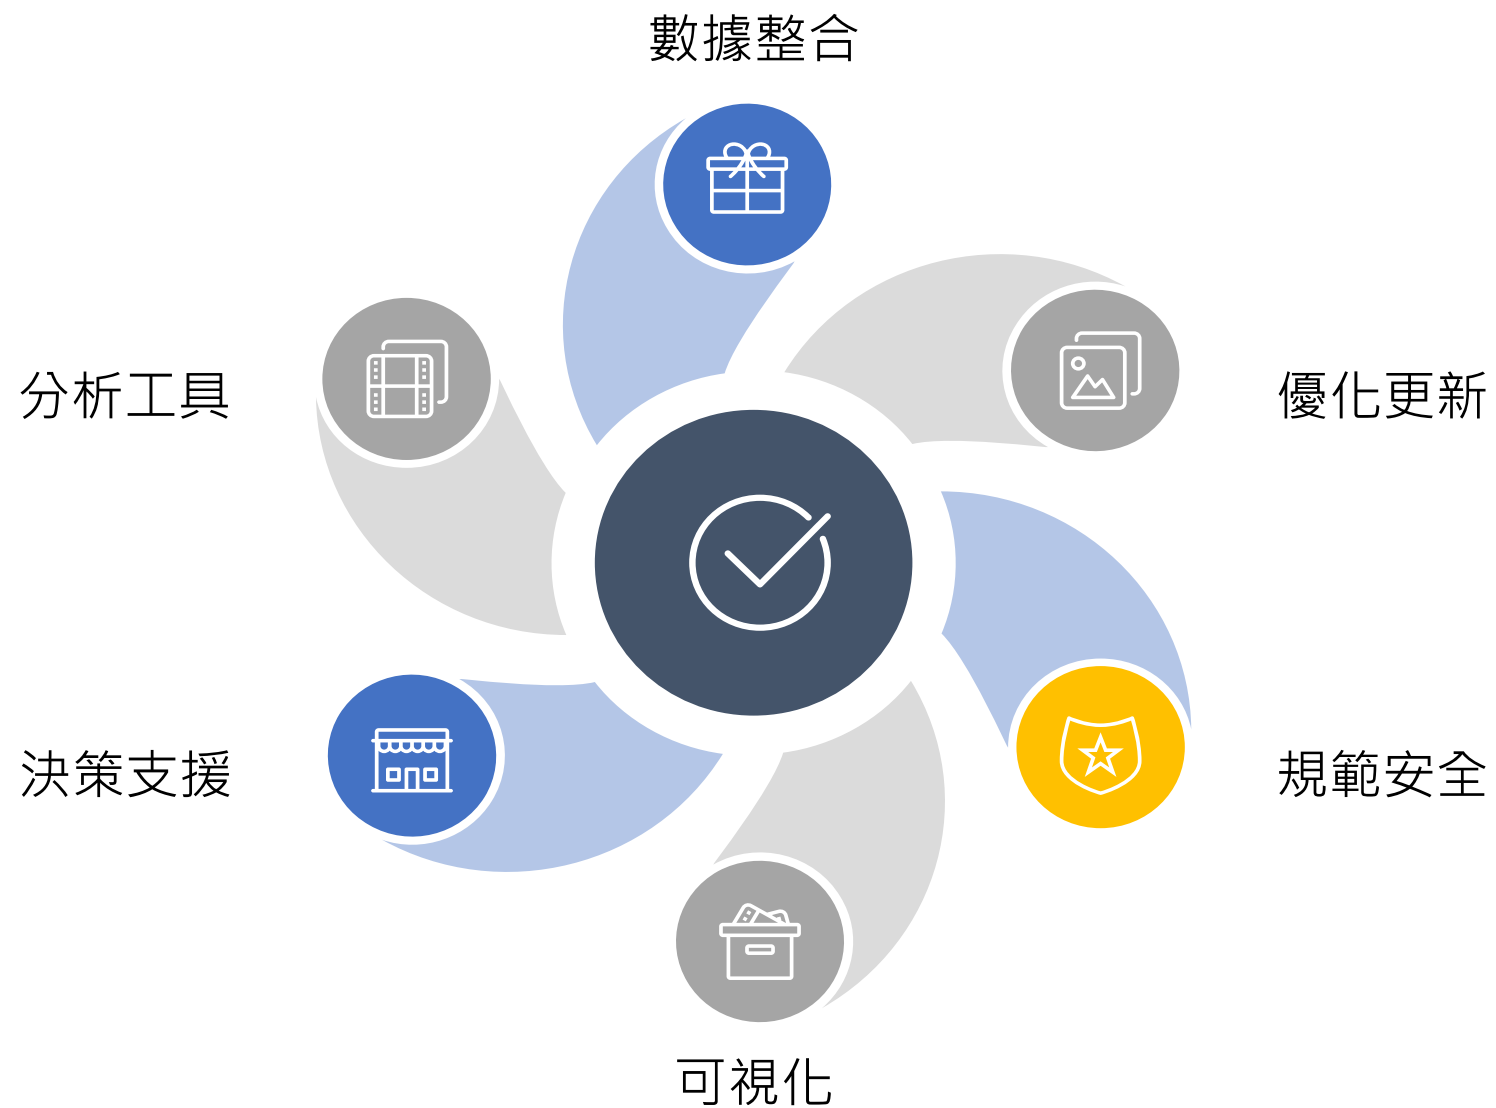 數據整合
優化更新
分析工具
規範安全
決策支援
可視化